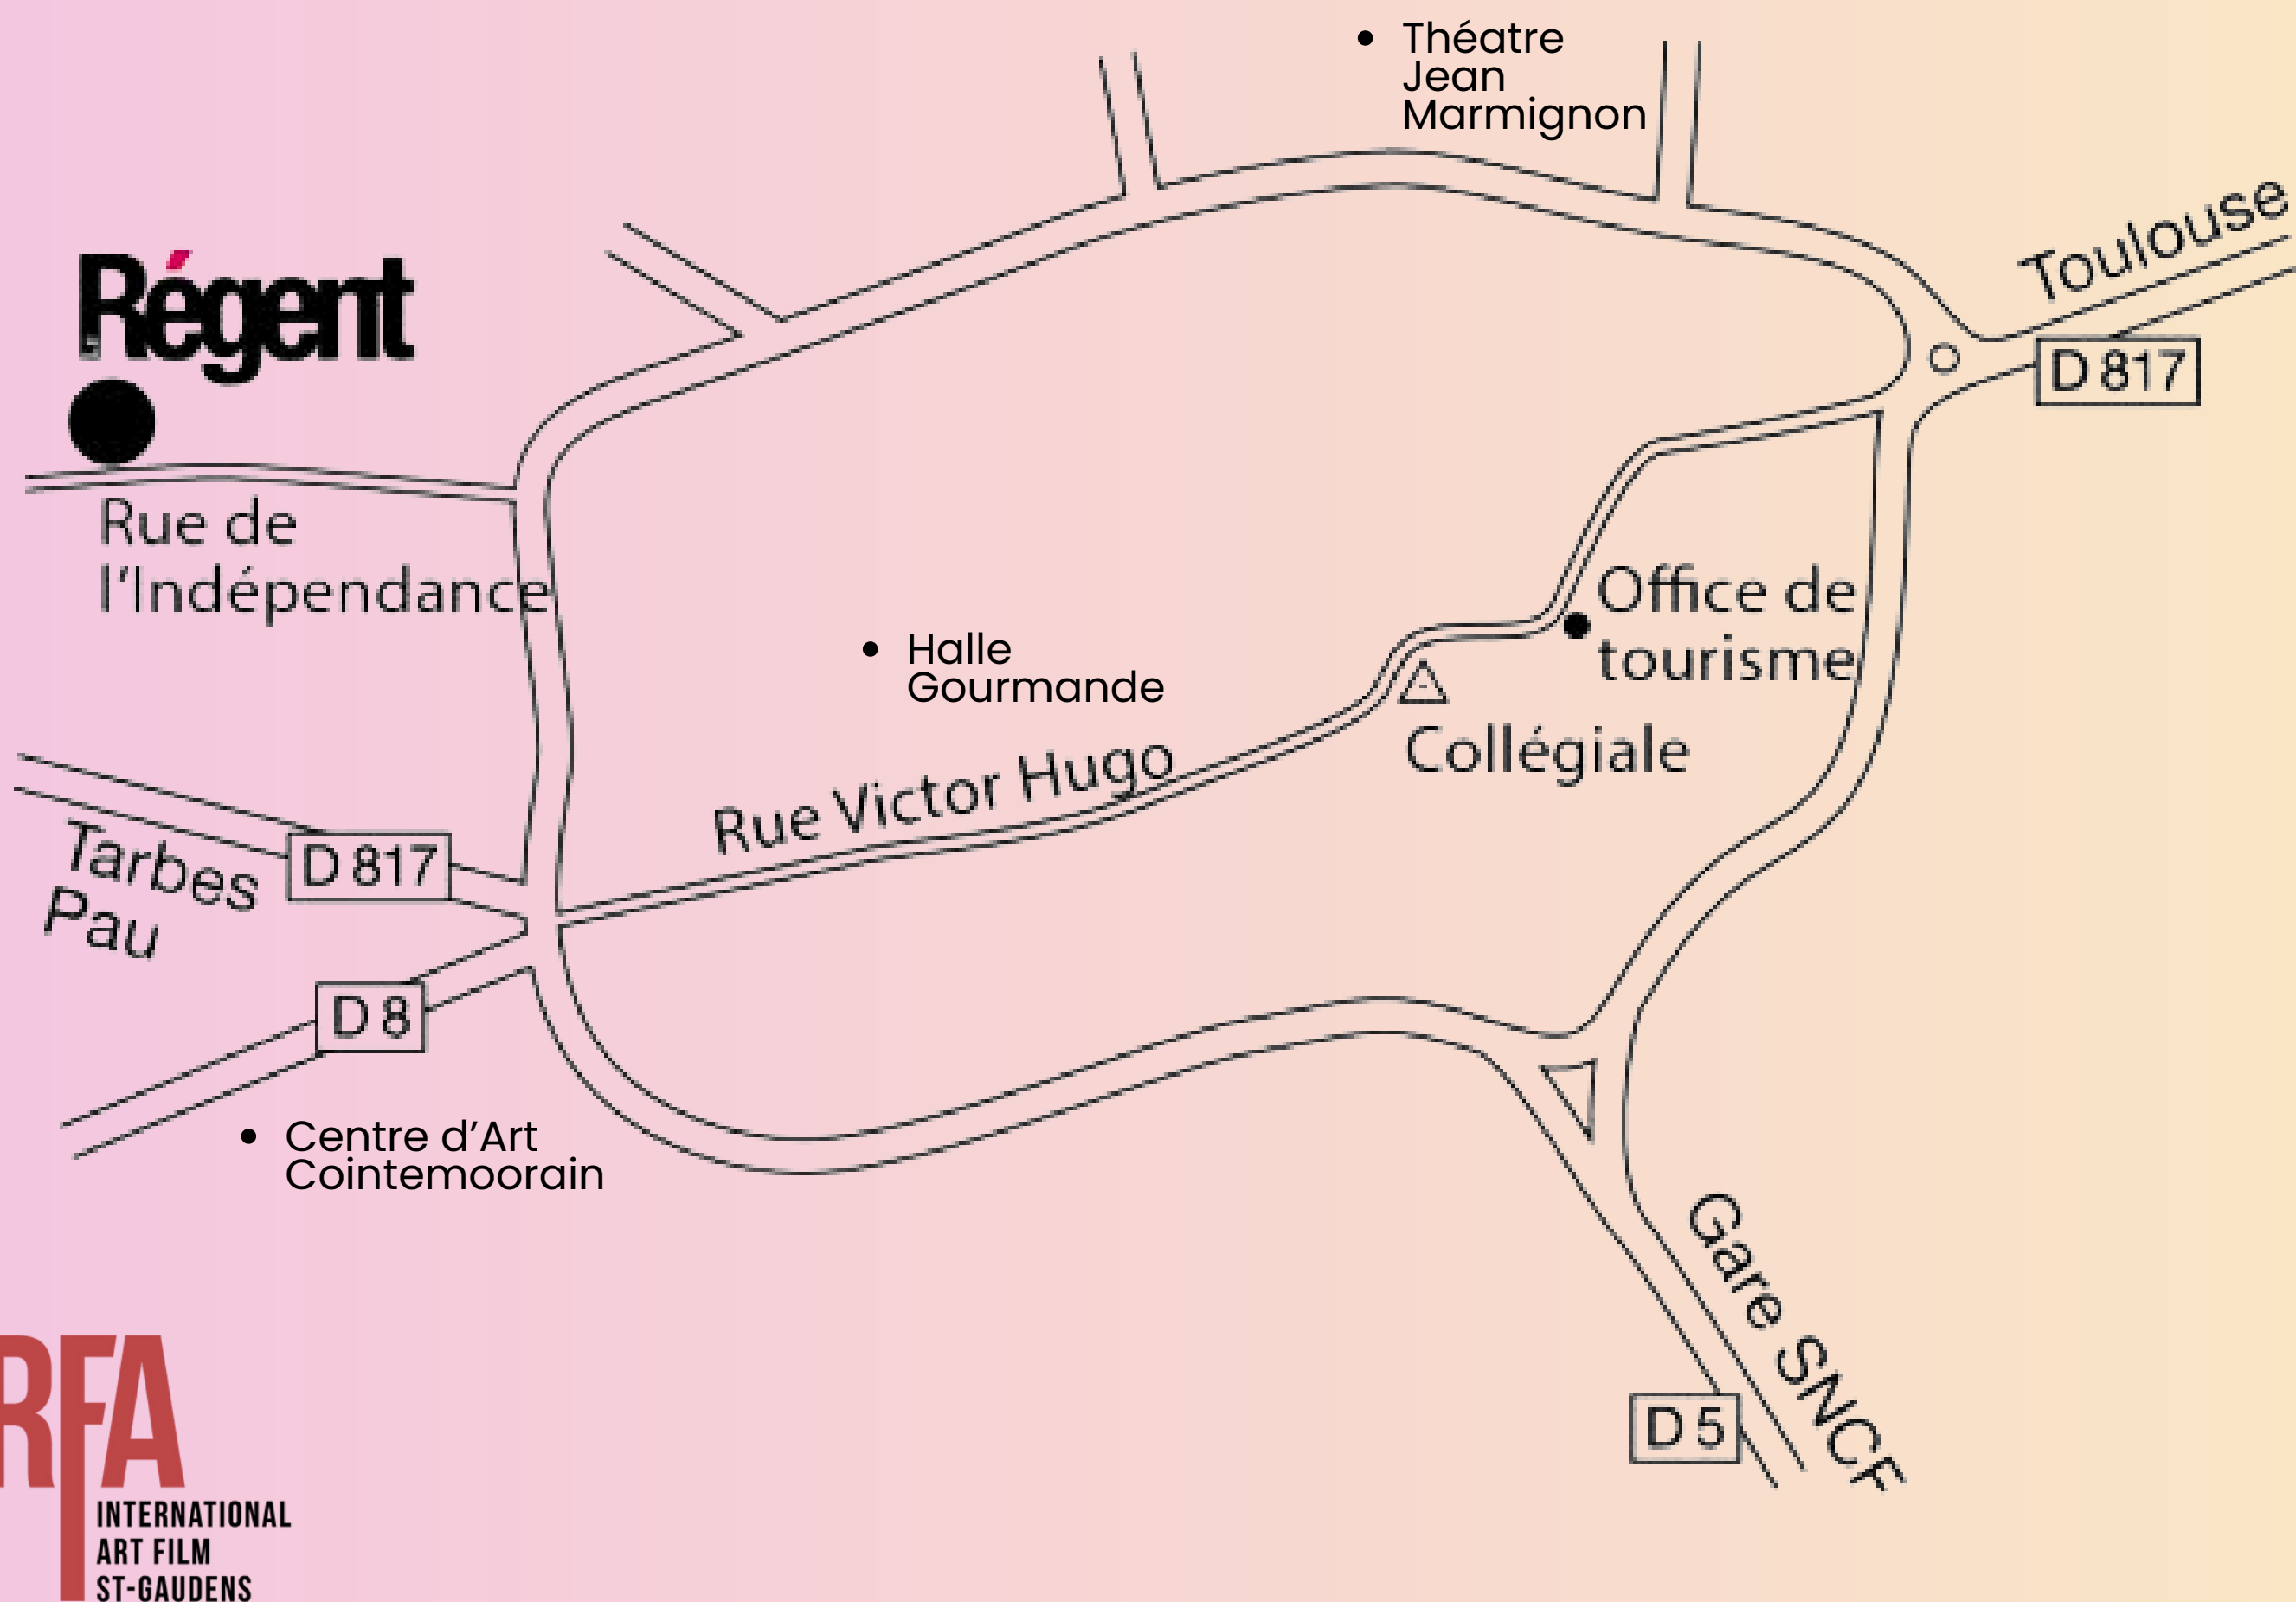 • Théatre
Jean
Marmignon
Toulouse
D 817
Régent
Rue de
l'Indépendance
Office de
tourisme
• Halle
Gourmande
Collégiale
Rue Victor Hugo
D 817
Tarbes
Pau
D 8
• Centre d’Art
Cointemoorain
Gare SNCF
D 5
RFA
INTERNATIONAL
ART FILM
ST-GAUDENS